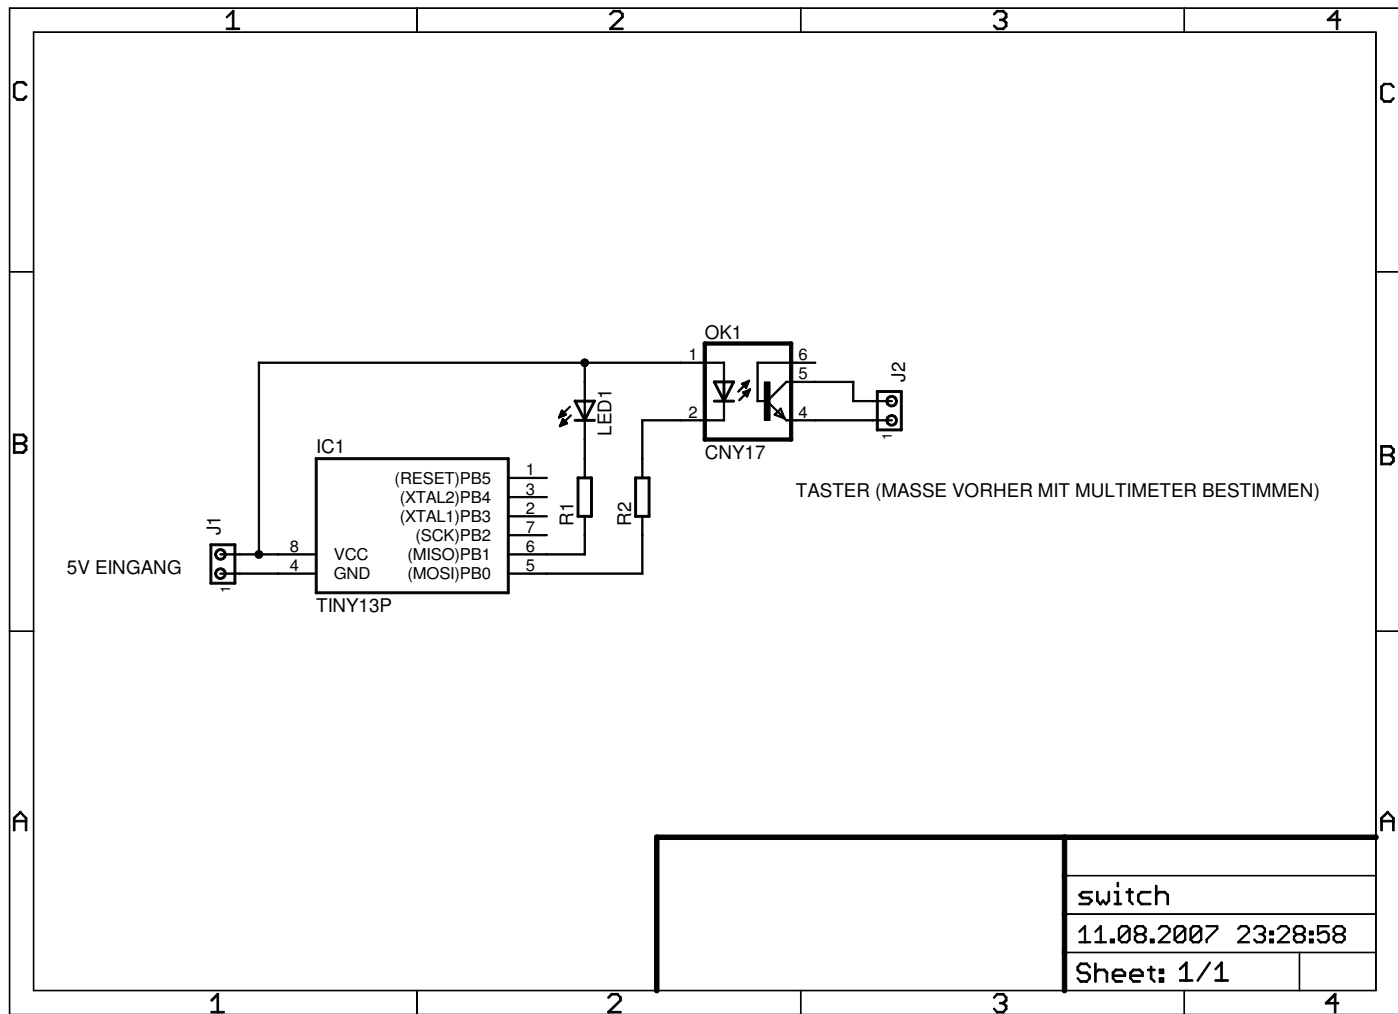 1 2 3 4
C C
OK1
1 6
5
J2
2 4
1
CNY17
LED1
B B
IC1
(RESET)PB5 1
(XTAL2)PB4 3
(XTAL1)PB3 2
(SCK)PB2 7
8 VCC (MISO)PB1 6
4 GND (MOSI)PB0 5
TINY13P
R1
R2
TASTER (MASSE VORHER MIT MULTIMETER BESTIMMEN)
J1
5V EINGANG
1
A A
switch
11.08.2007 23:28:58
Sheet: 1/1
1 2 3 4